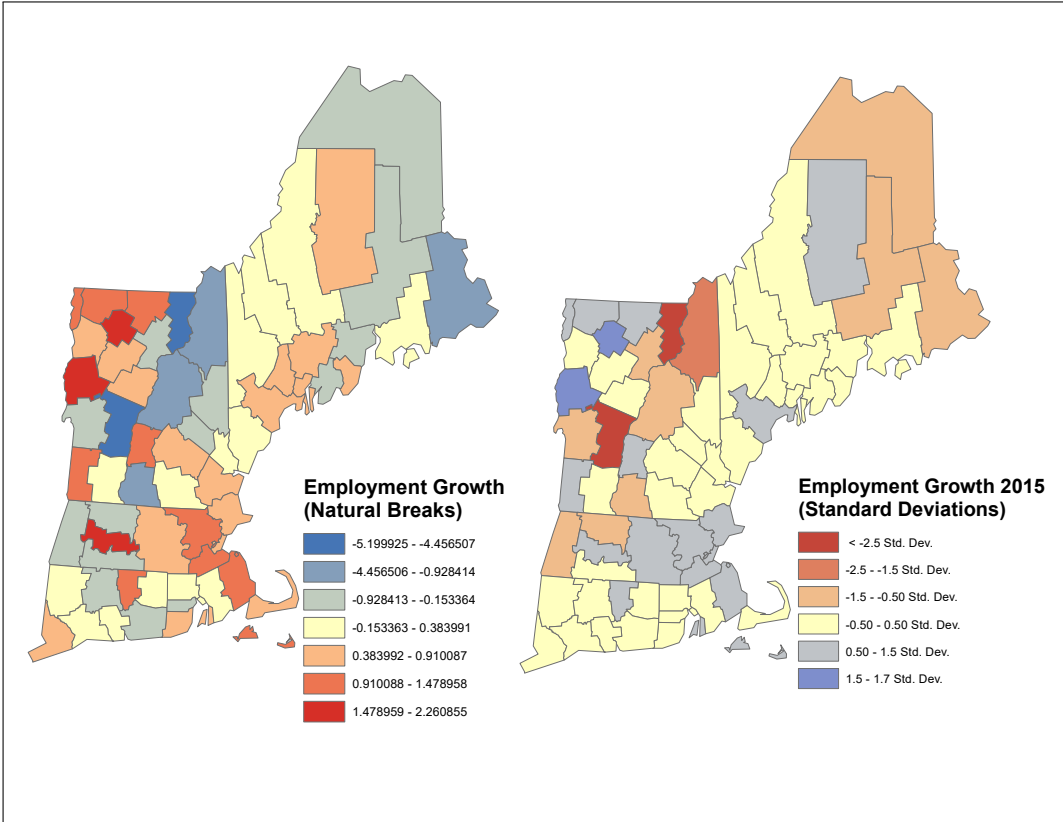 Employment Growth
(Natural Breaks)
-5.199925 - -4.456507
-4.456506 - -0.928414
-0.928413 - -0.153364
-0.153363 - 0.383991
0.383992 - 0.910087
0.910088 - 1.478958
1.478959 - 2.260855
Employment Growth 2015
(Standard Deviations)
< -2.5 Std. Dev.
-2.5 - -1.5 Std. Dev.
-1.5 - -0.50 Std. Dev.
-0.50 - 0.50 Std. Dev.
0.50 - 1.5 Std. Dev.
1.5 - 1.7 Std. Dev.